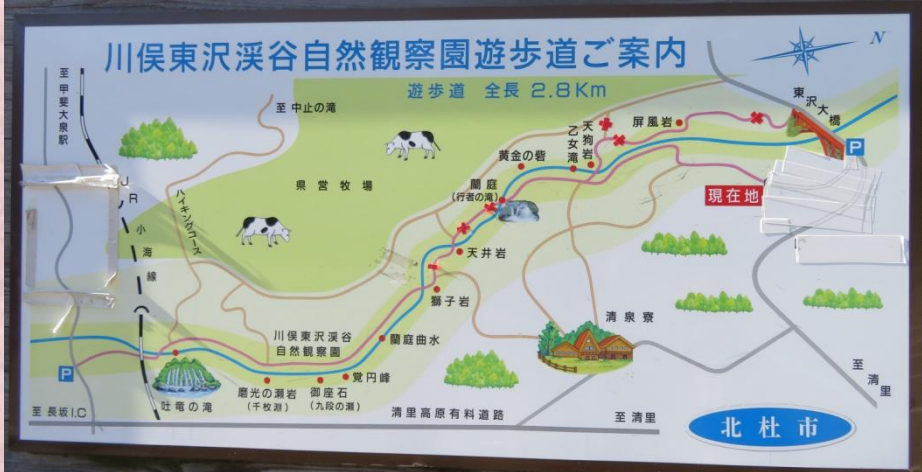 川俣東沢渓谷自然観察園遊歩道ご案内
N
遊歩道 全長 2.8Km
至甲斐大泉駅
至中止の滝
東沢大橋
P
屏風岩
天狗岩
乙女滝
黄金の砦
蘭庭
(行者の滝)
現在地
県営牧場
ハイキングコース
JR小海線
天井岩
獅子岩
清泉寮
川俣東沢渓谷
自然観察園
蘭庭曲水
覚円峰
御座石
(九段の瀬)
磨光の瀬岩
(千枚淵)
吐竜の滝
P
至長坂I.C
清里高原有料道路
至清里
至清里
北杜市